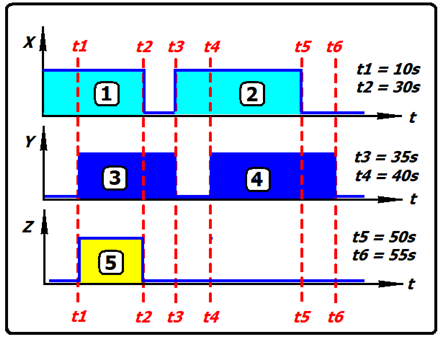 X t1 t2 t3 t4 t5 t6
1 2
t1 = 10s
t2 = 30s
t
Y
3 4
t3 = 35s
t4 = 40s
t
Z
5
t5 = 50s
t6 = 55s
t
t1 t2 t3 t4 t5 t6